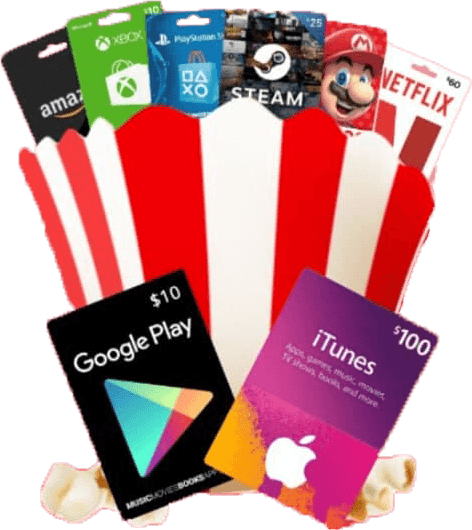 amaz
$10
XBOX
PlayStation
$25
STEAM
M
NETFLIX
$60
$10
Google Play
MUSICMOVIESBOOKSAPP
$100
iTunes
Apps, games, music, movies,
TV shows, books, and more.